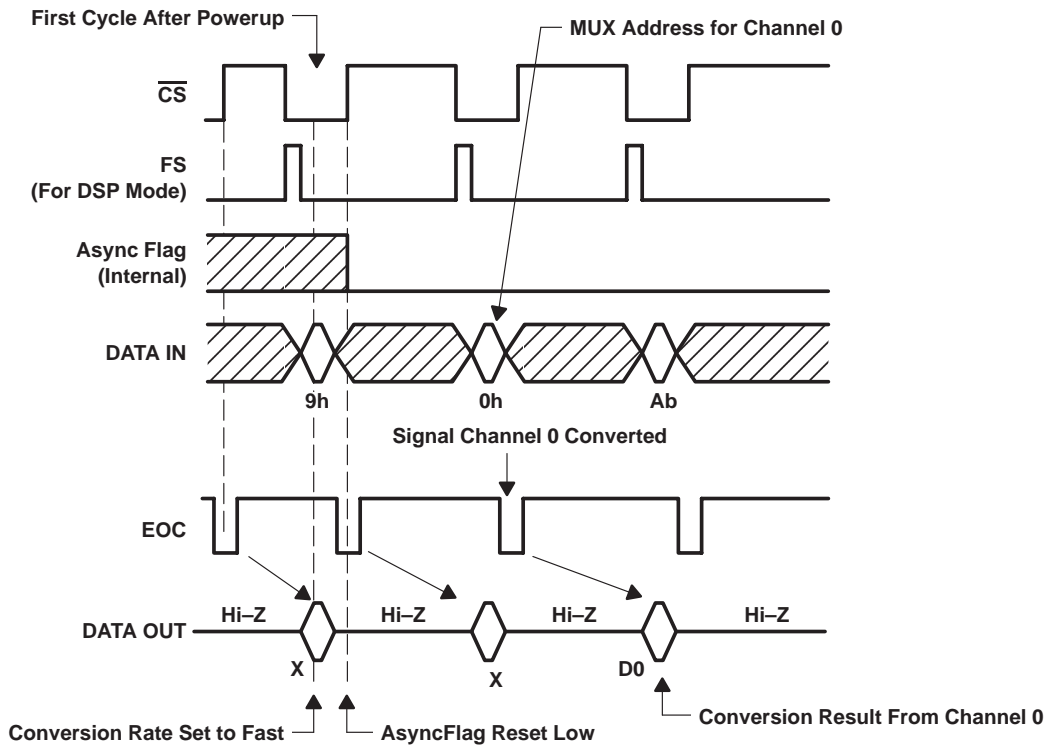 First Cycle After Powerup
MUX Address for Channel 0
CS
FS
(For DSP Mode)
Async Flag
(Internal)
DATA IN
9h
0h
Ab
Signal Channel 0 Converted
EOC
Hi–Z
Hi–Z
Hi–Z
Hi–Z
DATA OUT
X
X
D0
Conversion Rate Set to Fast
AsyncFlag Reset Low
Conversion Result From Channel 0